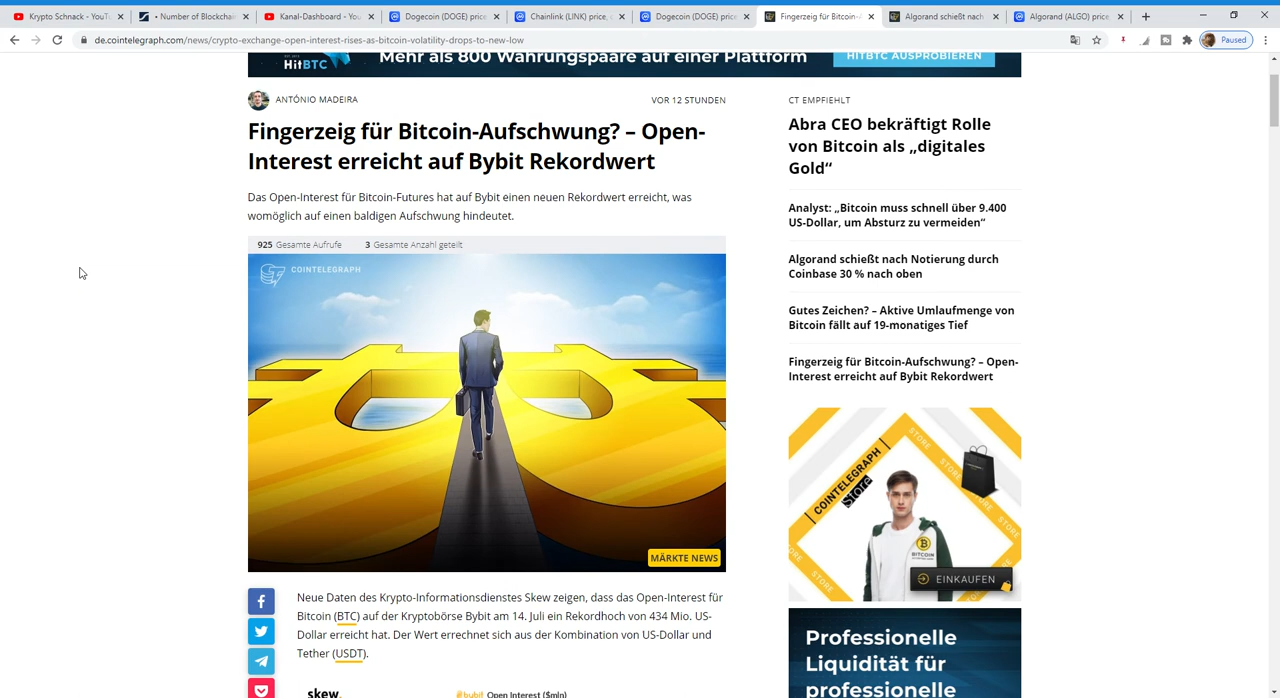 Krypto Schnack - YouTu
• Number of Blockchain
Kanal-Dashboard - You
Dogecoin (DOGE) price
Chainlink (LINK) price, c
Dogecoin (DOGE) price
Fingerzeig für Bitcoin-A
Algorand schießt nach
Algorand (ALGO) price
de.cointelegraph.com/news/crypto-exchange-open-interest-rises-as-bitcoin-volatility-drops-to-new-low
Paused
HitBTC
Mehr als 800 Währungspaare auf einer Plattform
HITBTC AUSPROBIEREN
ANTÓNIO MADEIRA
VOR 12 STUNDEN
Fingerzeig für Bitcoin-Aufschwung? – Open-
Interest erreicht auf Bybit Rekordwert
Das Open-Interest für Bitcoin-Futures hat auf Bybit einen neuen Rekordwert erreicht, was
womöglich auf einen baldigen Aufschwung hindeutet.
925 Gesamte Aufrufe
3 Gesamte Anzahl geteilt
COINTELEGRAPH
MÄRKTE NEWS
Neue Daten des Krypto-Informationsdienstes Skew zeigen, dass das Open-Interest für
Bitcoin (BTC) auf der Kryptobörse Bybit am 14. Juli ein Rekordhoch von 434 Mio. US-
Dollar erreicht hat. Der Wert errechnet sich aus der Kombination von US-Dollar und
Tether (USDT).
skew.
#bybit Open Interest ($mln)
CT EMPFIEHLT
Abra CEO bekräftigt Rolle
von Bitcoin als „digitales
Gold“
Analyst: „Bitcoin muss schnell über 9.400
US-Dollar, um Absturz zu vermeiden“
Algorand schießt nach Notierung durch
Coinbase 30 % nach oben
Gutes Zeichen? – Aktive Umlaufmenge von
Bitcoin fällt auf 19-monatiges Tief
Fingerzeig für Bitcoin-Aufschwung? – Open-
Interest erreicht auf Bybit Rekordwert
COINTELEGRAPH
Store
STORE
STORE
STORE
STORE
BITCOIN
EINKAUFEN
Professionelle
Liquidität für
professionelle